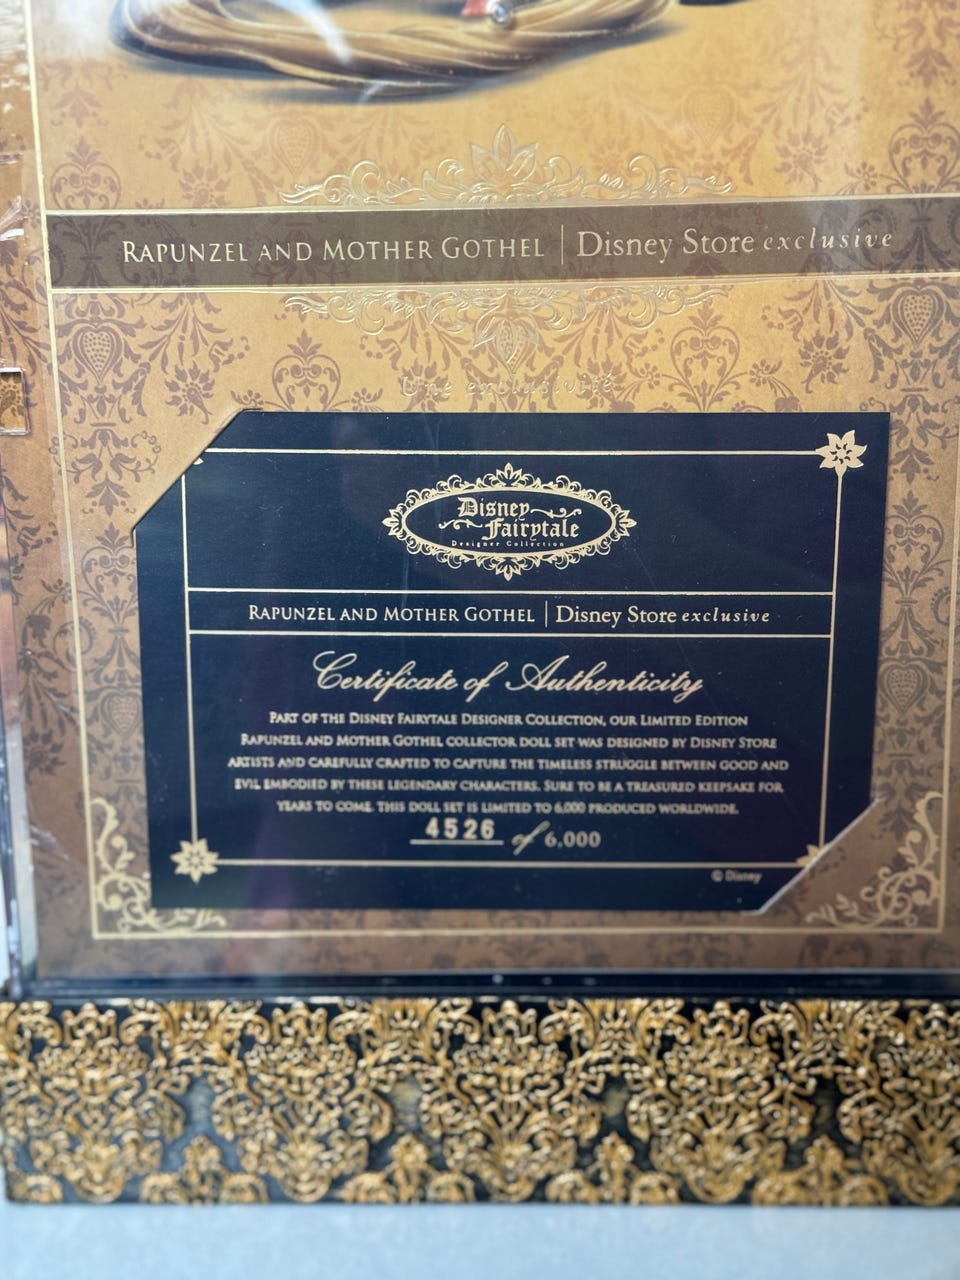 RAPUNZEL AND MOTHER GOTHEL | Disney Store exclusive
Une exclusivité
Disney
Fairytale
Designer Collection
RAPUNZEL AND MOTHER GOTHEL | Disney Store exclusive
Certificate of Authenticity
PART OF THE DISNEY FAIRYTALE DESIGNER COLLECTION, OUR LIMITED EDITION
RAPUNZEL AND MOTHER GOTHEL COLLECTOR DOLL SET WAS DESIGNED BY DISNEY STORE
ARTISTS AND CAREFULLY CRAFTED TO CAPTURE THE TIMELESS STRUGGLE BETWEEN GOOD AND
EVIL EMBODIED BY THESE LEGENDARY CHARACTERS. SURE TO BE A TREASURED KEEPSAKE FOR
YEARS TO COME. THIS DOLL SET IS LIMITED TO 6,000 PRODUCED WORLDWIDE.
4526 of 6,000
© Disney